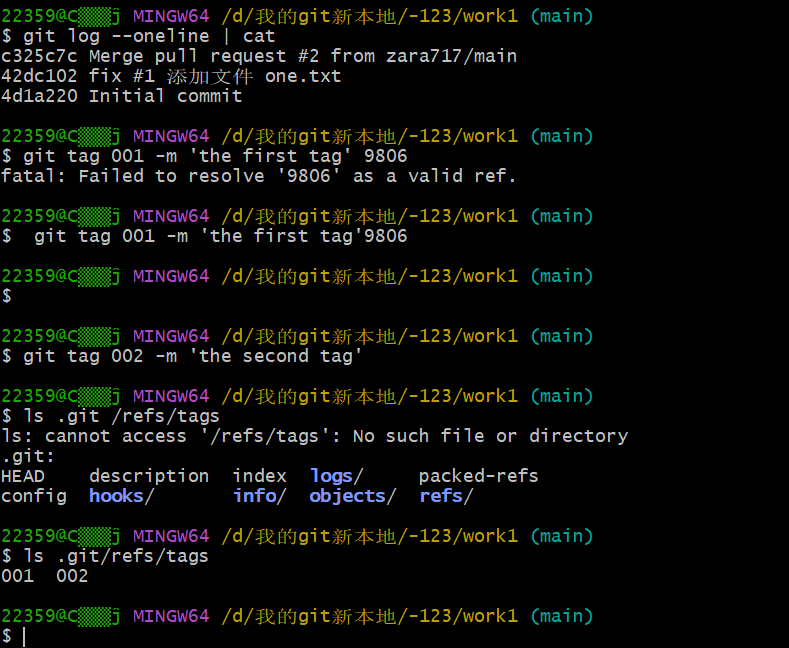 22359@C▒▒▒j MINGW64 /d/我的git新本地/-123/work1 (main)
$ git log --oneline | cat
c325c7c Merge pull request #2 from zara717/main
42dc102 fix #1 添加文件 one.txt
4d1a220 Initial commit
22359@C▒▒▒j MINGW64 /d/我的git新本地/-123/work1 (main)
$ git tag 001 -m 'the first tag' 9806
fatal: Failed to resolve '9806' as a valid ref.
22359@C▒▒▒j MINGW64 /d/我的git新本地/-123/work1 (main)
$  git tag 001 -m 'the first tag'9806
22359@C▒▒▒j MINGW64 /d/我的git新本地/-123/work1 (main)
$
22359@C▒▒▒j MINGW64 /d/我的git新本地/-123/work1 (main)
$ git tag 002 -m 'the second tag'
22359@C▒▒▒j MINGW64 /d/我的git新本地/-123/work1 (main)
$ ls .git /refs/tags
ls: cannot access '/refs/tags': No such file or directory
.git:
HEAD    description  index  logs/     packed-refs
config  hooks/       info/  objects/  refs/
22359@C▒▒▒j MINGW64 /d/我的git新本地/-123/work1 (main)
$ ls .git/refs/tags
001  002
22359@C▒▒▒j MINGW64 /d/我的git新本地/-123/work1 (main)
$